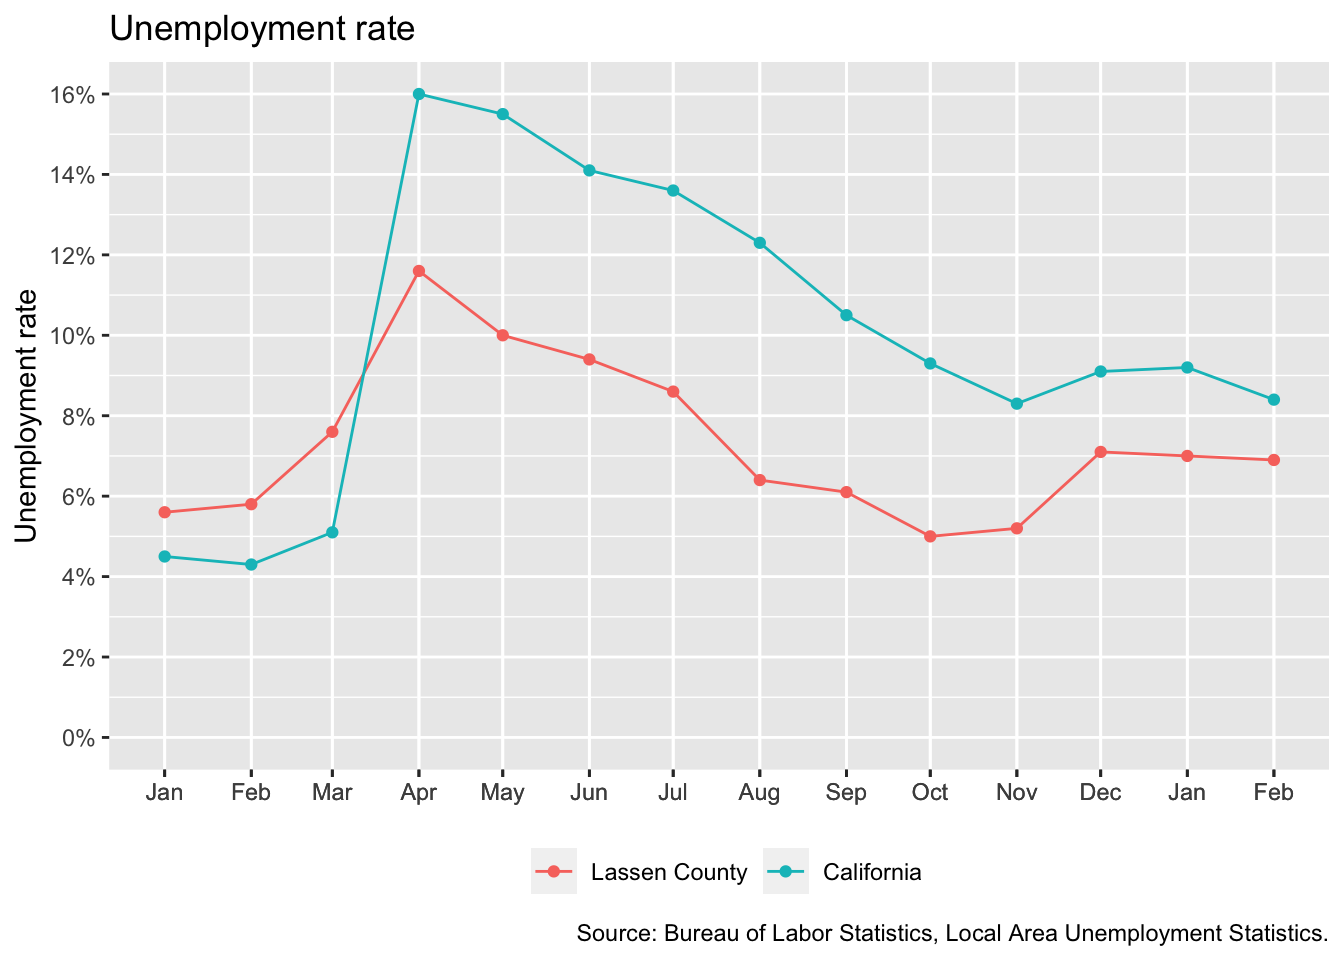 Unemployment rate
Unemployment rate
16%
14%
12%
10%
8%
6%
4%
2%
0%
Jan Feb Mar Apr May Jun Jul Aug Sep Oct Nov Dec Jan Feb
Lassen County California
Source: Bureau of Labor Statistics, Local Area Unemployment Statistics.